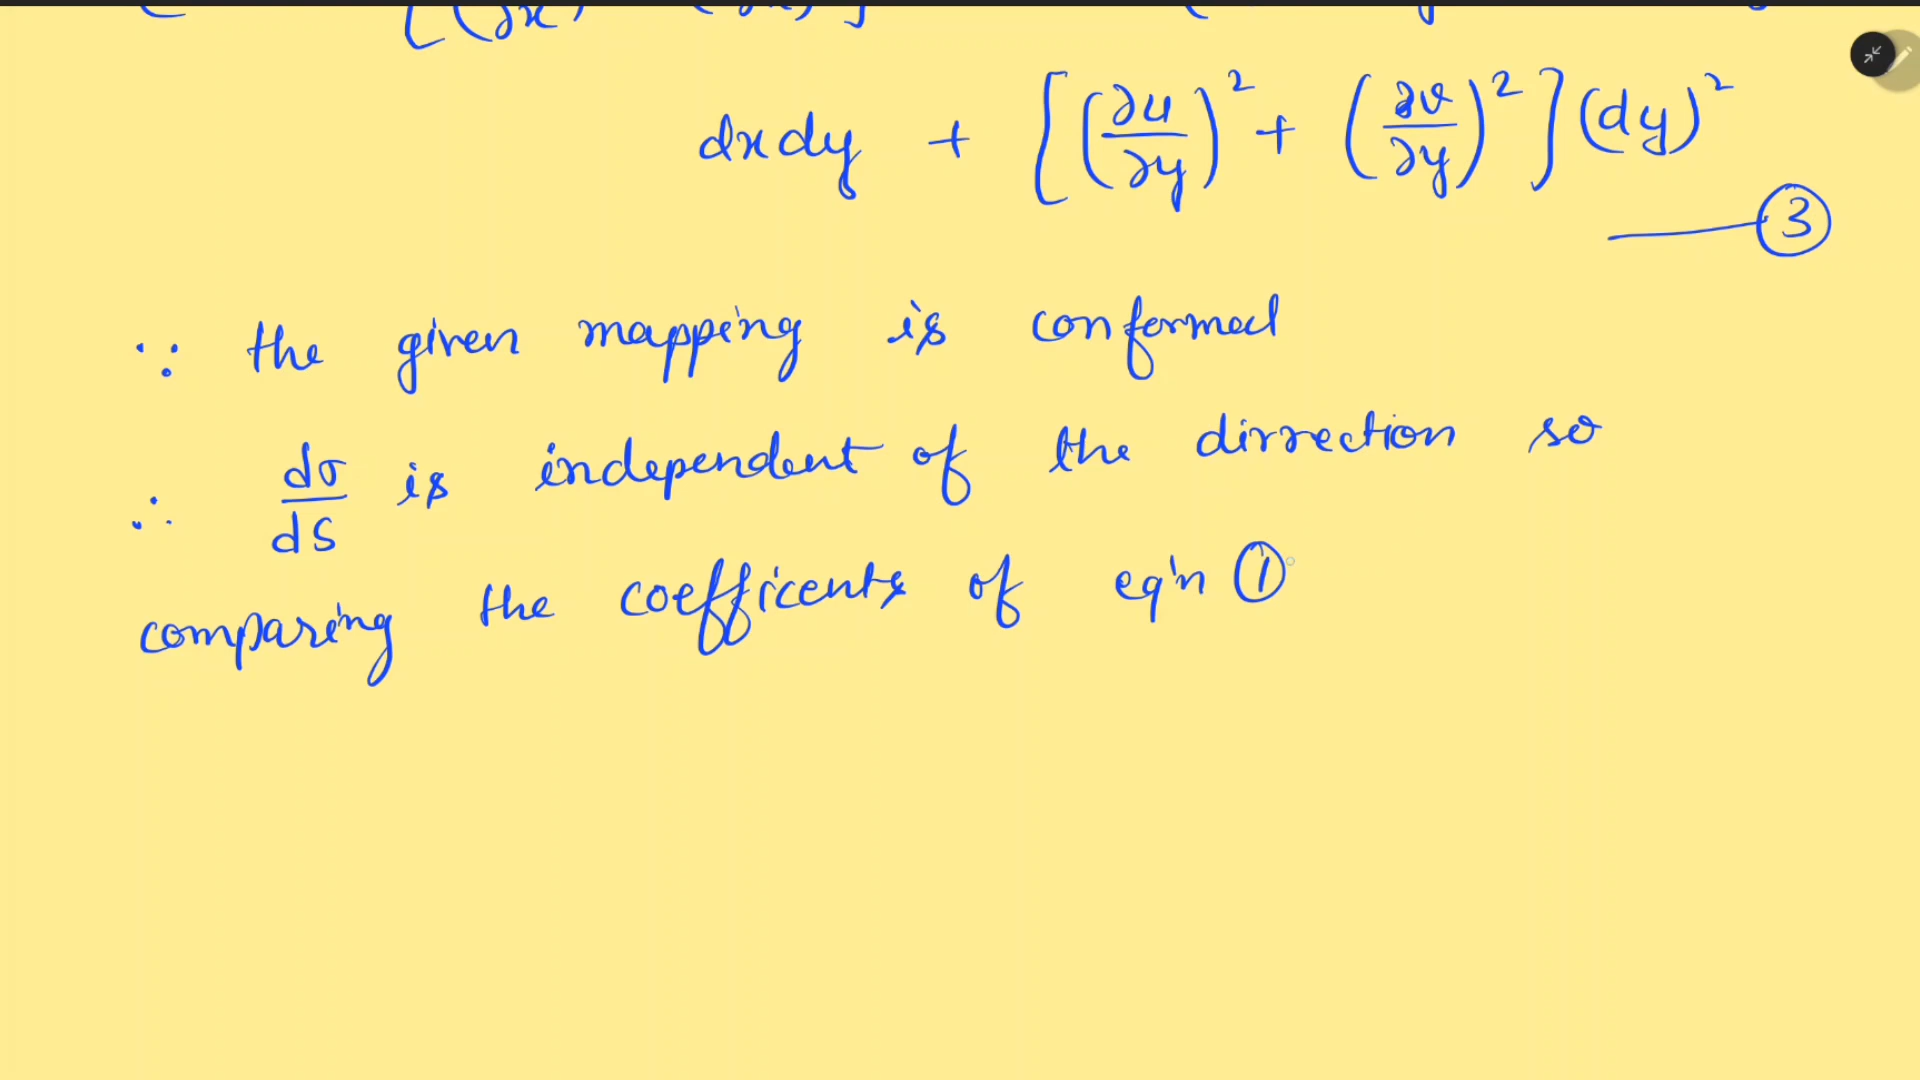 dxdy + [(∂u/∂y)² + (∂v/∂y)²](dy)²
③
∵ the given mapping is conformal
∴ dσ/dS is independent of the dirrection so
comparing the coefficents of eq'n ①